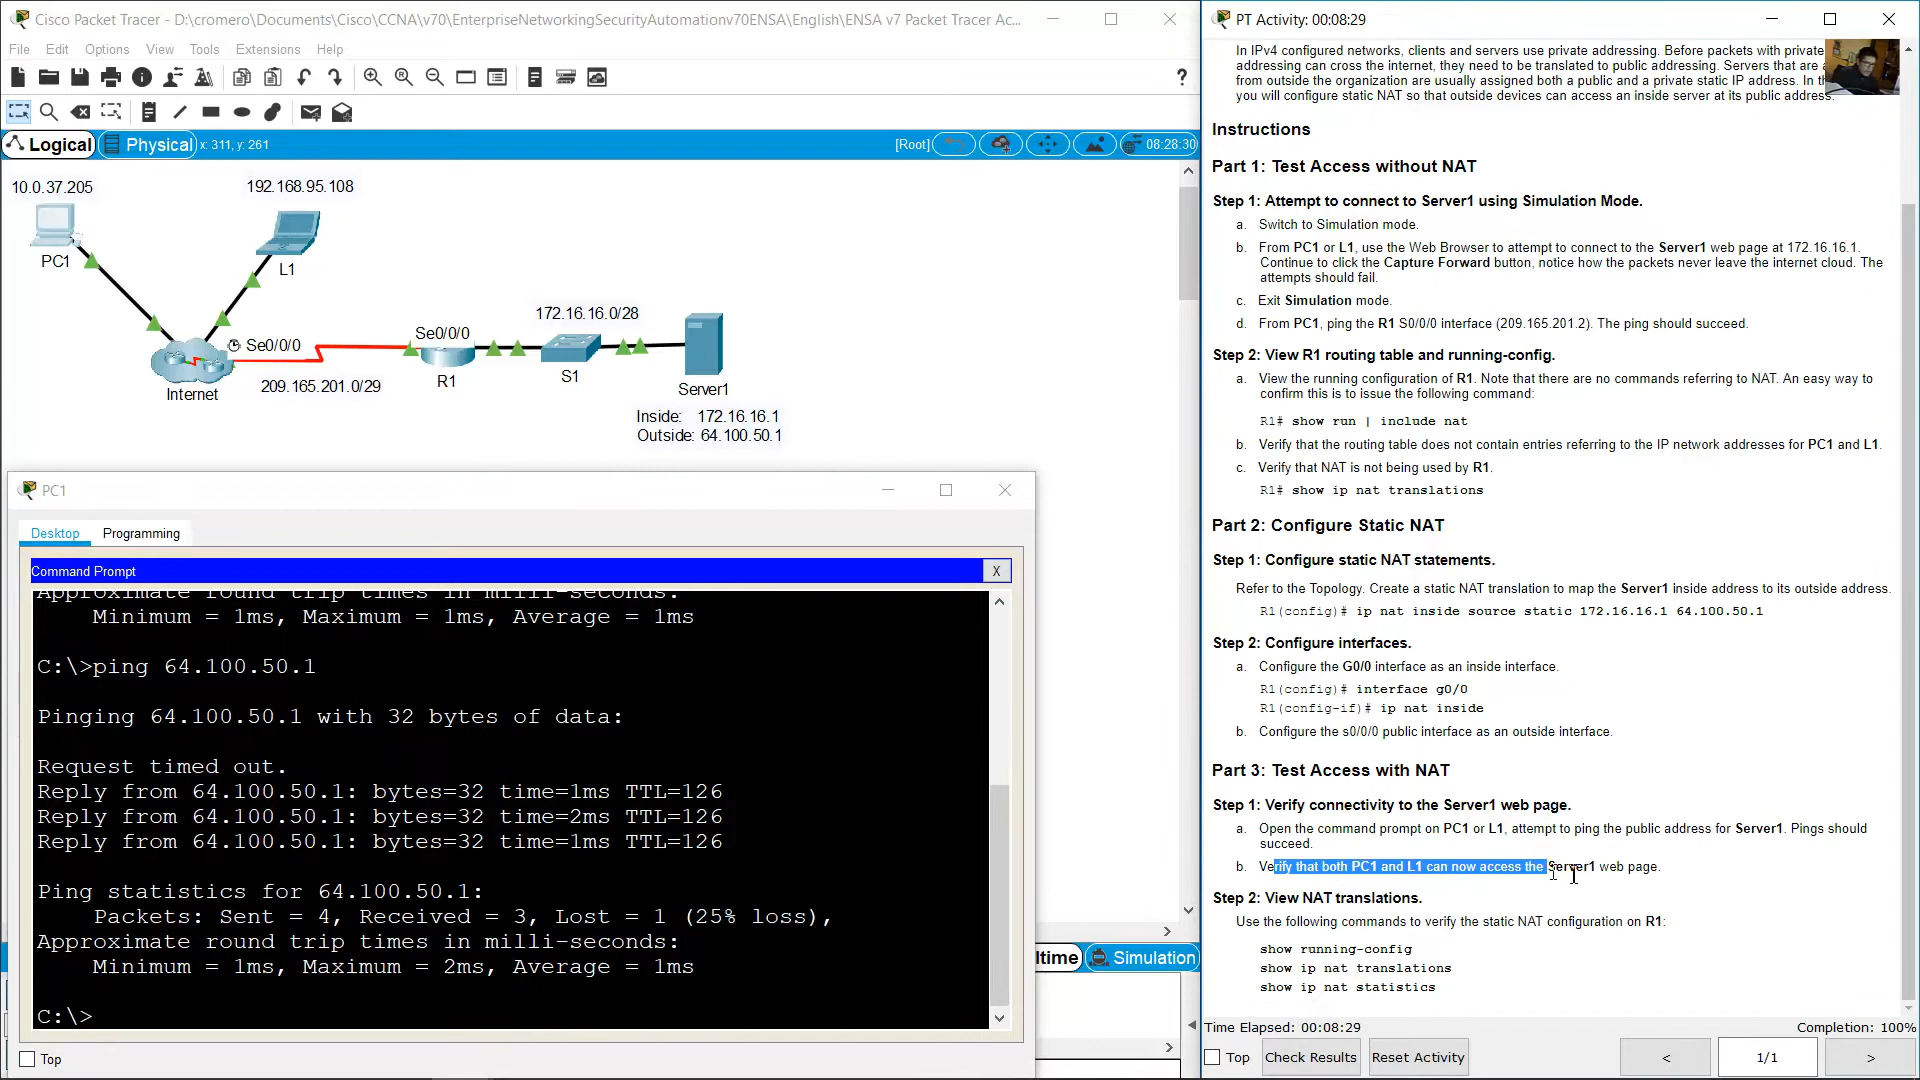 Cisco Packet Tracer - D:\cromero\Documents\Cisco\CCNA\v70\EnterpriseNetworkingSecurityAutomationv70ENSA\English\ENSA v7 Packet Tracer Ac...
File Edit Options View Tools Extensions Help
?
Logical Physical x: 311, y: 261 [Root] 08:28:30
10.0.37.205
192.168.95.108
PC1
L1
172.16.16.0/28
Se0/0/0
Se0/0/0
209.165.201.0/29
Internet
R1
S1
Server1
Inside: 172.16.16.1
Outside: 64.100.50.1
PC1
Desktop Programming
Command Prompt X
Approximate round trip times in milli-seconds:
Minimum = 1ms, Maximum = 1ms, Average = 1ms
C:\>ping 64.100.50.1
Pinging 64.100.50.1 with 32 bytes of data:
Request timed out.
Reply from 64.100.50.1: bytes=32 time=1ms TTL=126
Reply from 64.100.50.1: bytes=32 time=2ms TTL=126
Reply from 64.100.50.1: bytes=32 time=1ms TTL=126
Ping statistics for 64.100.50.1:
Packets: Sent = 4, Received = 3, Lost = 1 (25% loss),
Approximate round trip times in milli-seconds:
Minimum = 1ms, Maximum = 2ms, Average = 1ms
C:\>
Top
ltime Simulation
PT Activity: 00:08:29
In IPv4 configured networks, clients and servers use private addressing. Before packets with private
addressing can cross the internet, they need to be translated to public addressing. Servers that are
from outside the organization are usually assigned both a public and a private static IP address. In
you will configure static NAT so that outside devices can access an inside server at its public address.
Instructions
Part 1: Test Access without NAT
Step 1: Attempt to connect to Server1 using Simulation Mode.
a. Switch to Simulation mode.
b. From PC1 or L1, use the Web Browser to attempt to connect to the Server1 web page at 172.16.16.1.
Continue to click the Capture Forward button, notice how the packets never leave the internet cloud. The
attempts should fail.
c. Exit Simulation mode.
d. From PC1, ping the R1 S0/0/0 interface (209.165.201.2). The ping should succeed.
Step 2: View R1 routing table and running-config.
a. View the running configuration of R1. Note that there are no commands referring to NAT. An easy way to
confirm this is to issue the following command:
R1# show run | include nat
b. Verify that the routing table does not contain entries referring to the IP network addresses for PC1 and L1.
c. Verify that NAT is not being used by R1.
R1# show ip nat translations
Part 2: Configure Static NAT
Step 1: Configure static NAT statements.
Refer to the Topology. Create a static NAT translation to map the Server1 inside address to its outside address.
R1(config)# ip nat inside source static 172.16.16.1 64.100.50.1
Step 2: Configure interfaces.
a. Configure the G0/0 interface as an inside interface.
R1(config)# interface g0/0
R1(config-if)# ip nat inside
b. Configure the s0/0/0 public interface as an outside interface.
Part 3: Test Access with NAT
Step 1: Verify connectivity to the Server1 web page.
a. Open the command prompt on PC1 or L1, attempt to ping the public address for Server1. Pings should
succeed.
b. Verify that both PC1 and L1 can now access the Server1 web page.
Step 2: View NAT translations.
Use the following commands to verify the static NAT configuration on R1:
show running-config
show ip nat translations
show ip nat statistics
Time Elapsed: 00:08:29 Completion: 100%
Top Check Results Reset Activity < 1/1 >